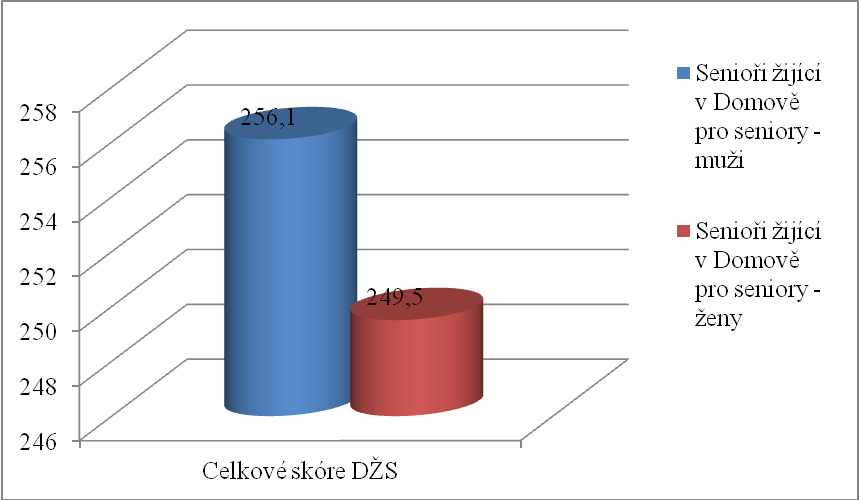 258
256
254
252
250
248
246
256,1
249,5
Celkové skóre DŽS
Senioři žijící
v Domově
pro seniory -
muži
Senioři žijící
v Domově
pro seniory -
ženy